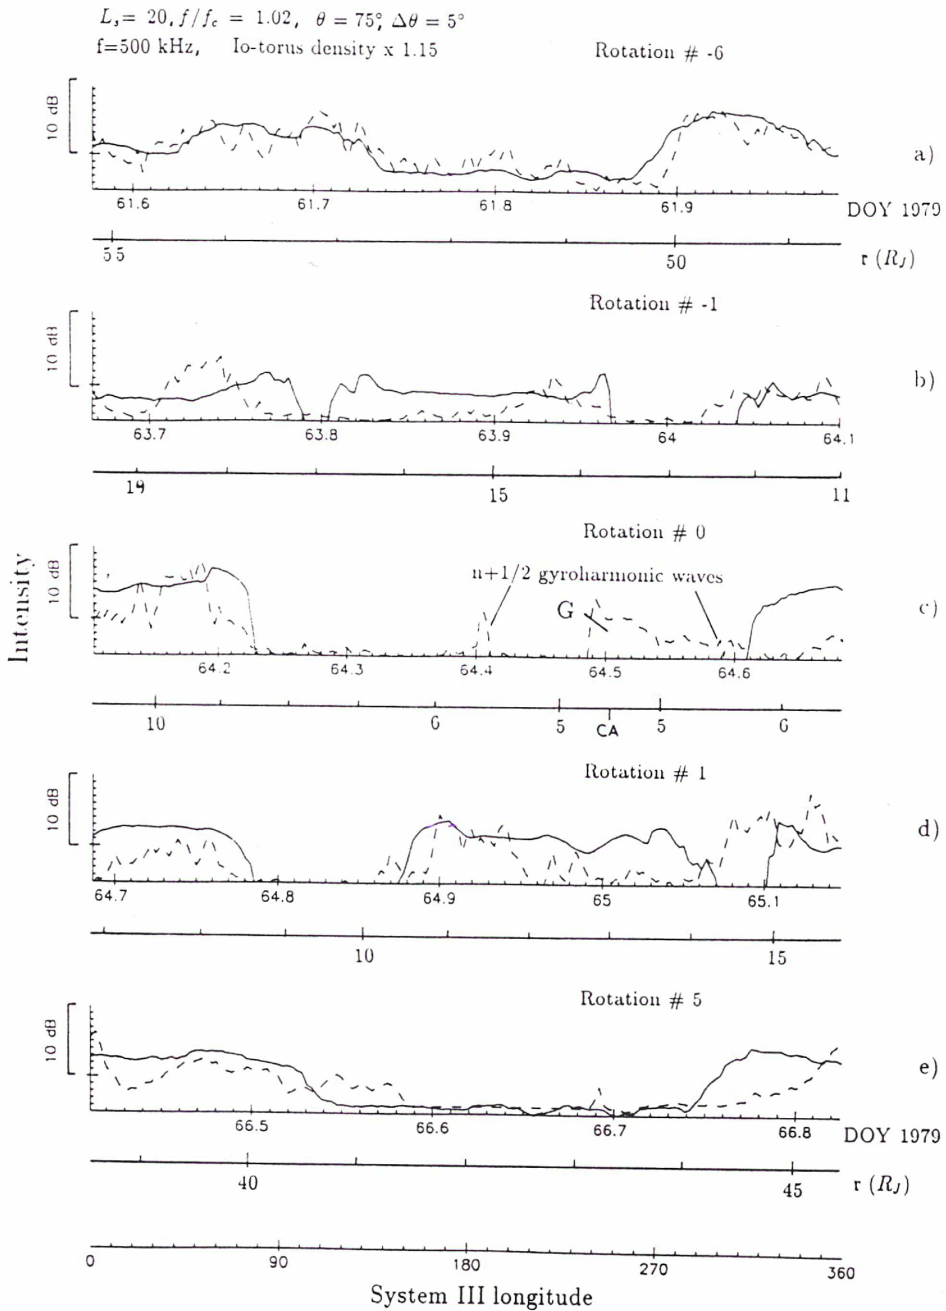 L_s = 20, f/f_c = 1.02, θ = 75°, Δθ = 5°
f=500 kHz, Io-torus density x 1.15
Rotation # -6
10 dB
a)
61.6 61.7 61.8 61.9 DOY 1979
55 50 r (R_J)
Rotation # -1
10 dB
b)
63.7 63.8 63.9 64 64.1
19 15 11
Rotation # 0
Intensity
n+1/2 gyroharmonic waves
G
c)
64.2 64.3 64.4 64.5 64.6
10 6 5 CA 5 6
Rotation # 1
10 dB
d)
64.7 64.8 64.9 65 65.1
10 15
Rotation # 5
10 dB
e)
66.5 66.6 66.7 66.8 DOY 1979
40 45 r (R_J)
0 90 180 270 360
System III longitude